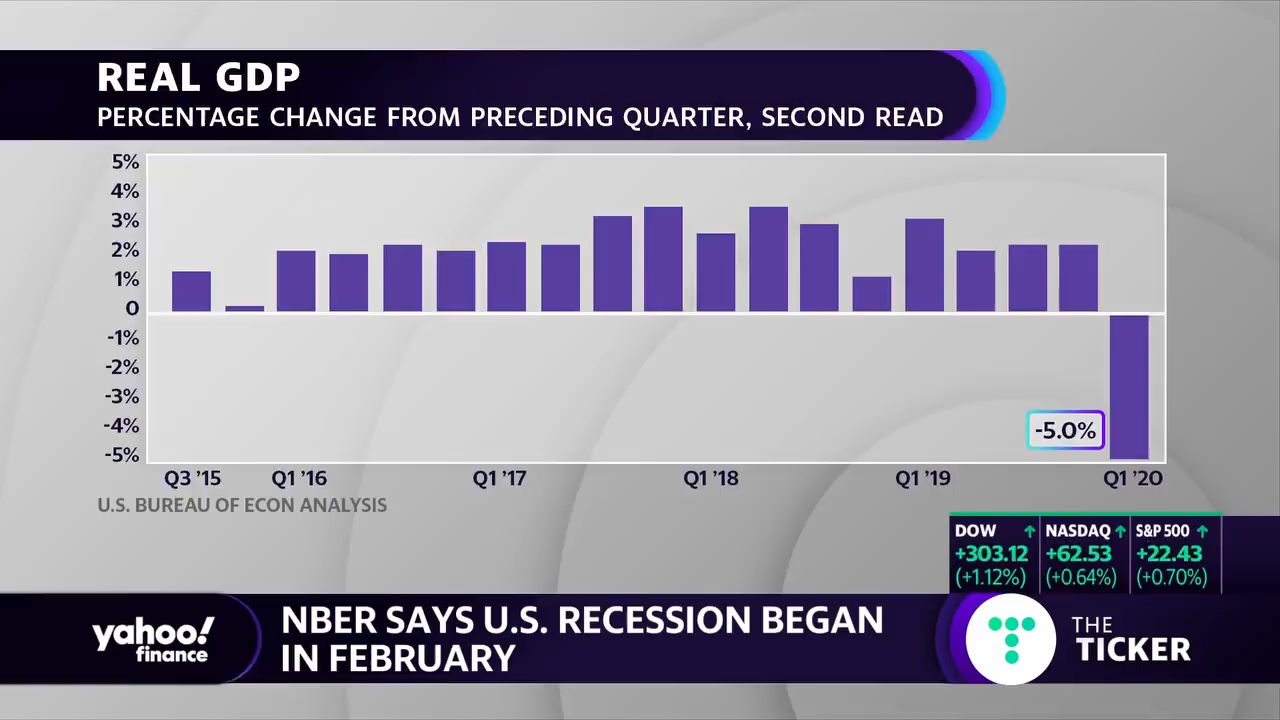 REAL GDP
PERCENTAGE CHANGE FROM PRECEDING QUARTER, SECOND READ
5%
4%
3%
2%
1%
0
-1%
-2%
-3%
-4%
-5%
-5.0%
Q3 ’15 Q1 ’16 Q1 ’17 Q1 ’18 Q1 ’19 Q1 ’20
U.S. BUREAU OF ECON ANALYSIS
DOW NASDAQ S&P 500
+303.12 +62.53 +22.43
(+1.12%) (+0.64%) (+0.70%)
yahoo!
finance
NBER SAYS U.S. RECESSION BEGAN
IN FEBRUARY
THE
TICKER